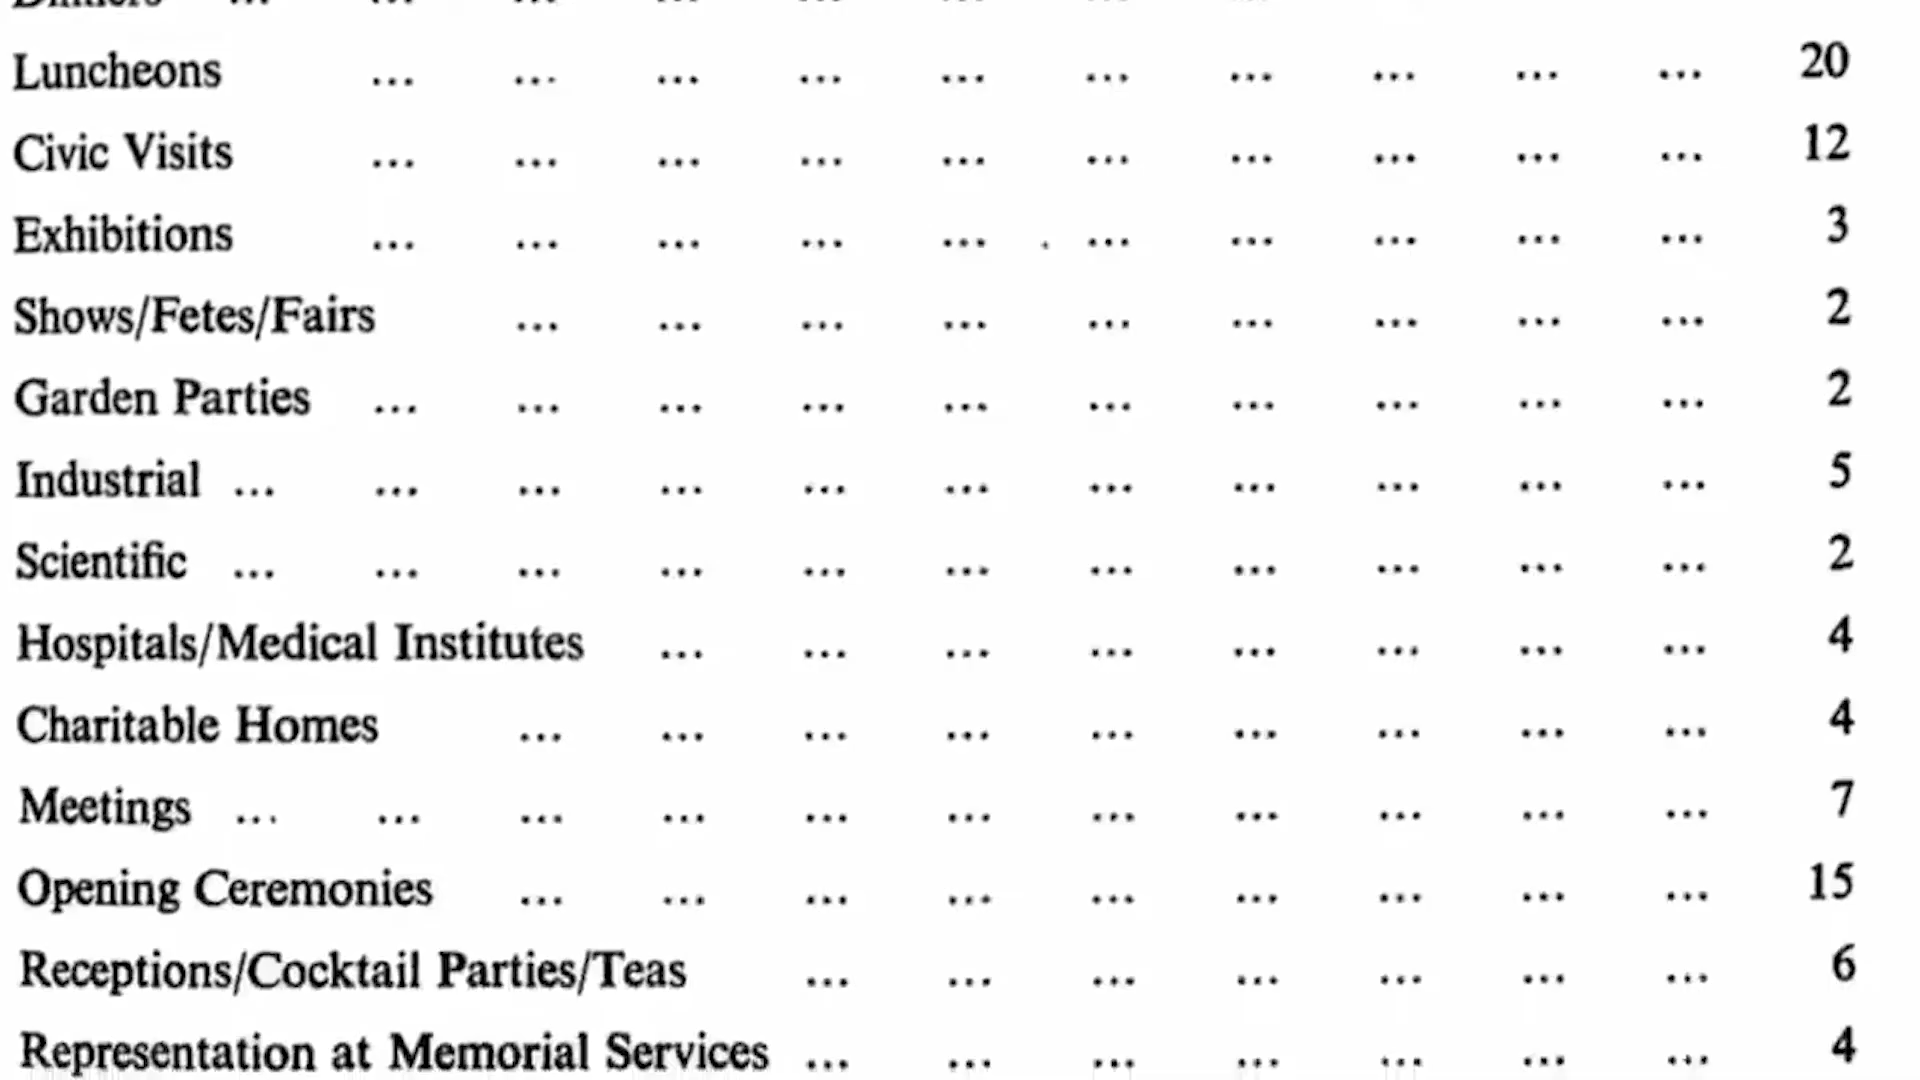 Dinners ... ... ... ... ... ... ... ...
Luncheons ... ... ... ... ... ... ... ... ... ... 20
Civic Visits ... ... ... ... ... ... ... ... ... ... 12
Exhibitions ... ... ... ... ... ... ... ... ... ... 3
Shows/Fetes/Fairs ... ... ... ... ... ... ... ... ... 2
Garden Parties ... ... ... ... ... ... ... ... ... ... 2
Industrial ... ... ... ... ... ... ... ... ... ... ... 5
Scientific ... ... ... ... ... ... ... ... ... ... ... 2
Hospitals/Medical Institutes ... ... ... ... ... ... ... ... 4
Charitable Homes ... ... ... ... ... ... ... ... ... 4
Meetings ... ... ... ... ... ... ... ... ... ... ... 7
Opening Ceremonies ... ... ... ... ... ... ... ... ... 15
Receptions/Cocktail Parties/Teas ... ... ... ... ... ... ... 6
Representation at Memorial Services ... ... ... ... ... ... ... 4